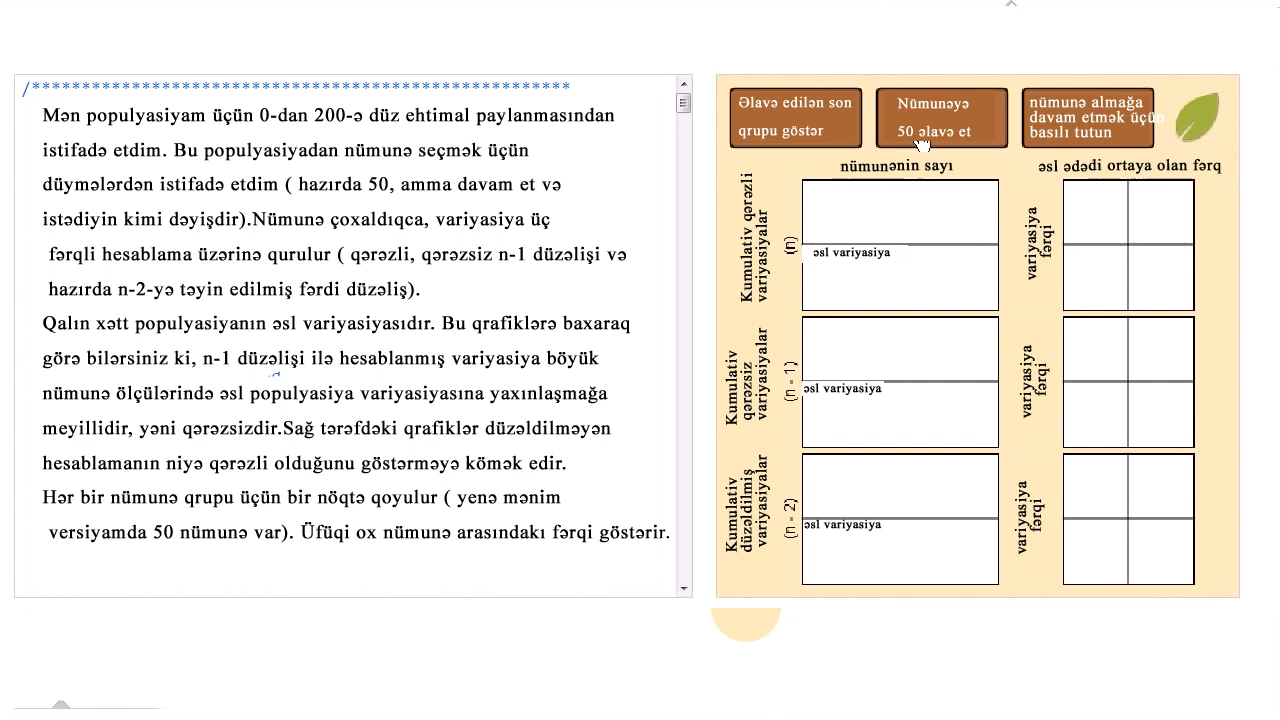 /******************************************************
Mən populyasiyam üçün 0-dan 200-ə düz ehtimal paylanmasından
istifadə etdim. Bu populyasiyadan nümunə seçmək üçün
düymələrdən istifadə etdim ( hazırda 50, amma davam et və
istədiyin kimi dəyişdir).Nümunə çoxaldıqca, variyasiya üç
fərqli hesablama üzərinə qurulur ( qərəzli, qərəzsiz n-1 düzəlişi və
hazırda n-2-yə təyin edilmiş fərdi düzəliş).
Qalın xətt populyasiyanın əsl variyasiyasıdır. Bu qrafiklərə baxaraq
görə bilərsiniz ki, n-1 düzəlişi ilə hesablanmış variyasiya böyük
nümunə ölçülərində əsl populyasiya variyasiyasına yaxınlaşmağa
meyillidir, yəni qərəzsizdir.Sağ tərəfdəki qrafiklər düzəldilməyən
hesablamanın niyə qərəzli olduğunu göstərməyə kömək edir.
Hər bir nümunə qrupu üçün bir nöqtə qoyulur ( yenə mənim
versiyamda 50 nümunə var). Üfüqi ox nümunə arasındakı fərqi göstərir.
Əlavə edilən son
qrupu göstər
Nümunəyə
50 əlavə et
nümunə almağa
davam etmək üçün
basılı tutun
nümunənin sayı
əsl ədədi ortaya olan fərq
Kumulativ qərəzli
variyasiyalar
(n)
əsl variyasiya
variyasiya
fərqi
Kumulativ
qərəzsiz
variyasiyalar
(n - 1)
əsl variyasiya
variyasiya
fərqi
Kumulativ
düzəldilmiş
variyasiyalar
(n - 2)
əsl variyasiya
variyasiya
fərqi